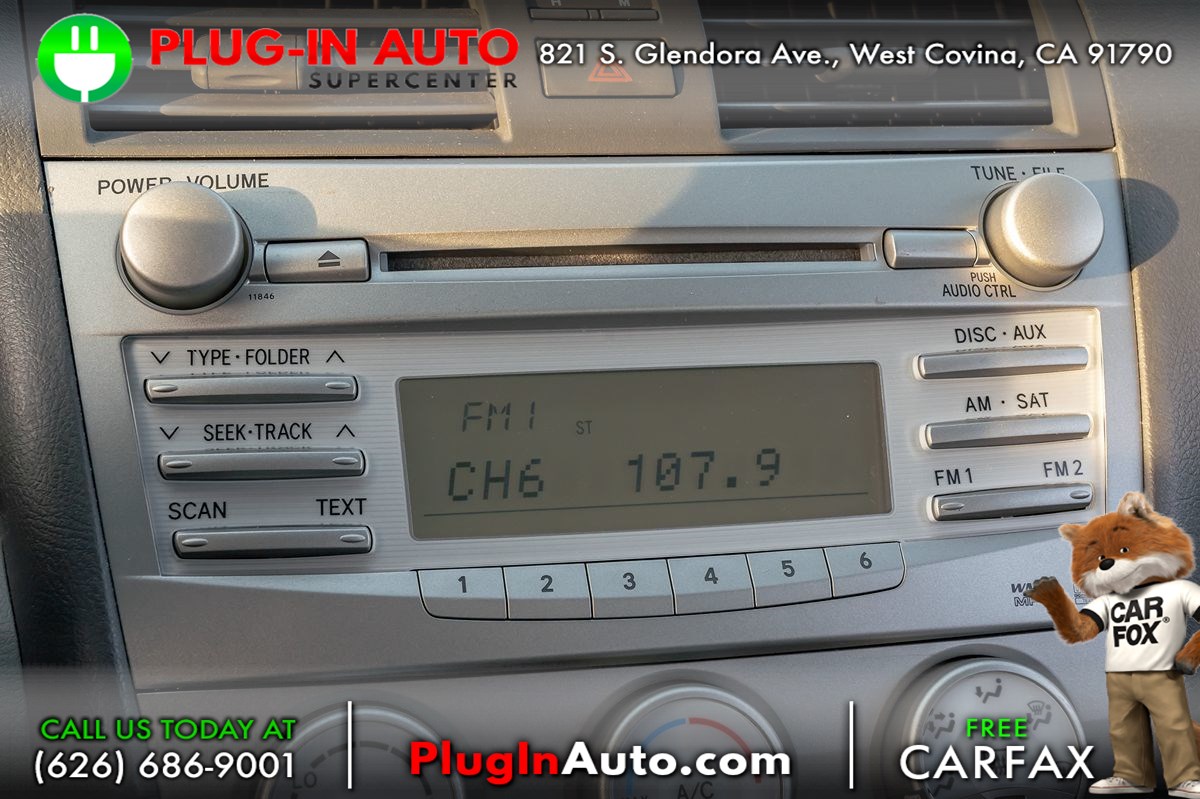 H M
PLUG-IN AUTO
SUPERCENTER
821 S. Glendora Ave., West Covina, CA 91790
POWER · VOLUME
TUNE · FILE
11846
PUSH
AUDIO CTRL
TYPE·FOLDER
DISC · AUX
SEEK·TRACK
AM · SAT
SCAN TEXT
FM1 FM2
FM1 ST
CH6 107.9
1 2 3 4 5 6
CAR
FOX®
LO
A/C
CALL US TODAY AT
(626) 686-9001
PlugInAuto.com
FREE
CARFAX